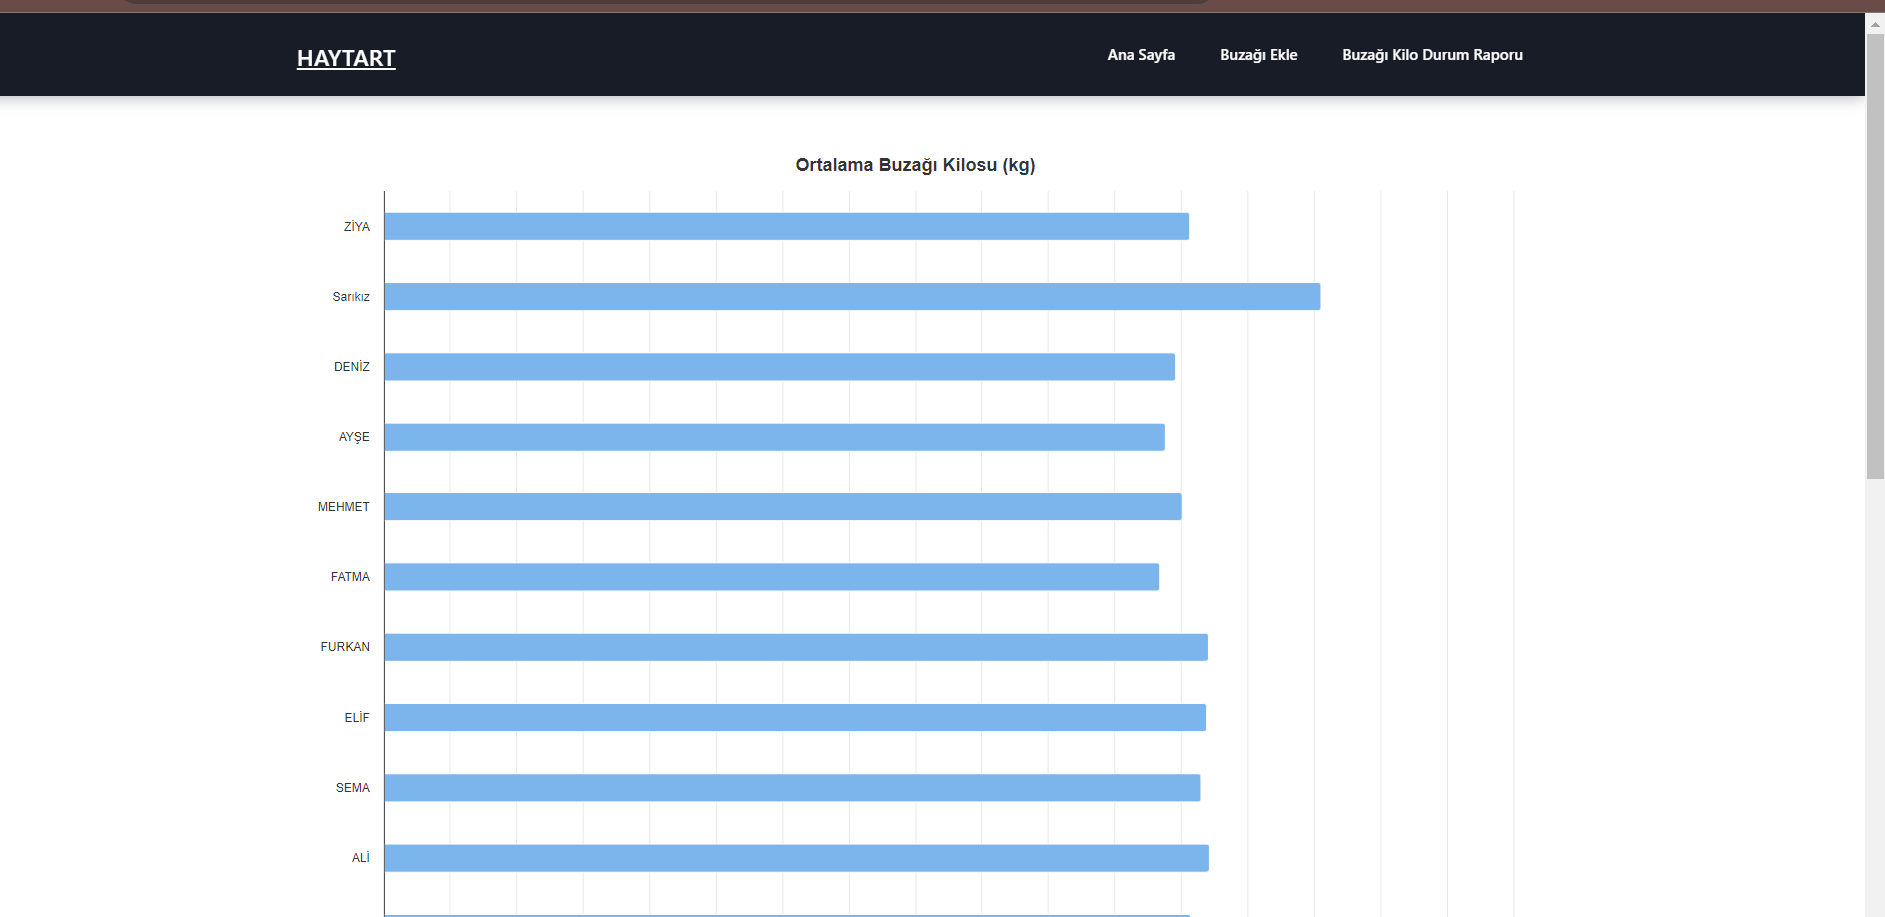 HAYTART
Ana Sayfa
Buzağı Ekle
Buzağı Kilo Durum Raporu
Ortalama Buzağı Kilosu (kg)
ZİYA
Sarıkız
DENİZ
AYŞE
MEHMET
FATMA
FURKAN
ELİF
SEMA
ALİ